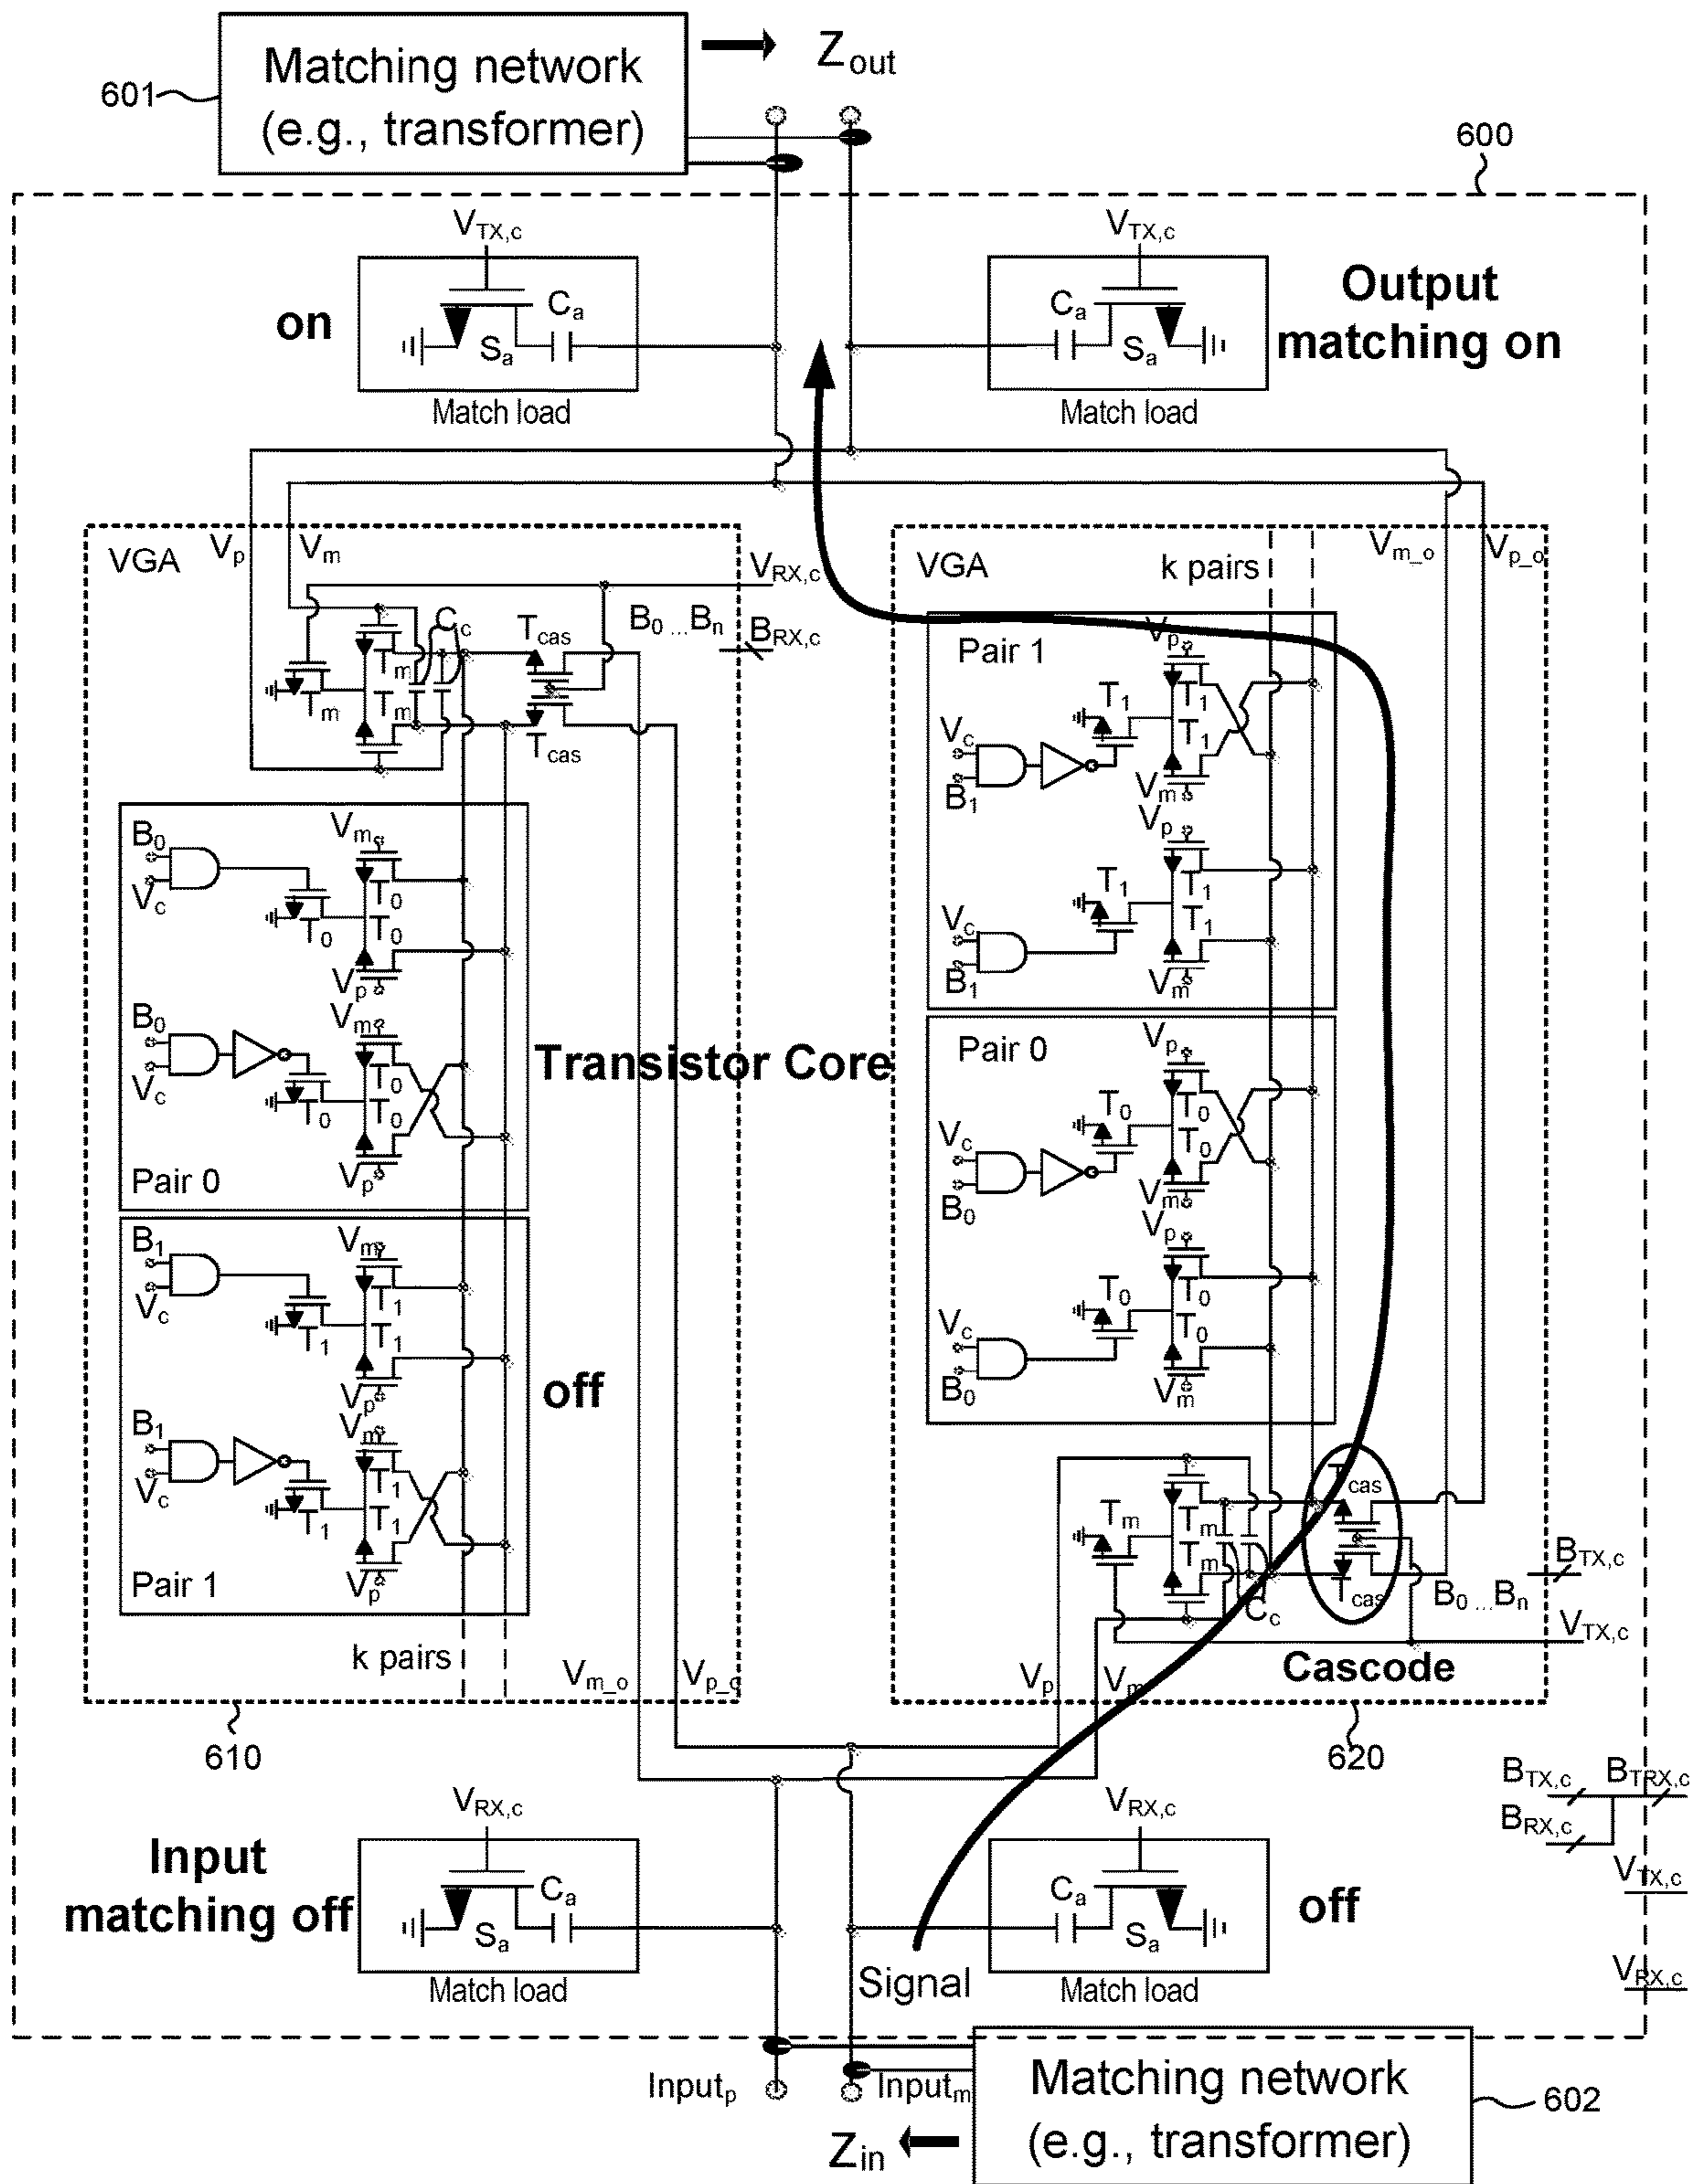 Matching network
(e.g., transformer)
601
Zout
600
VTX,c
VTX,c
on
Ca
Sa
Match load
Ca
Sa
Match load
Output
matching on
VGA
Vp
Vm
VRX,c
Cc
Tcas
B0 ... Bn
BRX,c
Tm
Tm
Tm
Tcas
B0
Vc
Vm
T0
T0
T0
Vp
B0
Vc
Vm
T0
T0
T0
Vp
Pair 0
B1
Vc
Vm
T1
T1
T1
Vp
off
B1
Vc
Vm
T1
T1
T1
Vp
Pair 1
k pairs
Vm_o
Vp_o
610
Transistor Core
VGA
k pairs
Vm_o
Vp_o
Pair 1
Vp
T1
T1
T1
Vc
B1
Vm
Vp
T1
T1
T1
Vc
B1
Vm
Pair 0
Vp
T0
T0
T0
Vc
B0
Vm
Vp
T0
T0
T0
Vc
B0
Vm
Tcas
Tm
Tm
Tm
Tcas
Cc
B0 ... Bn
BTX,c
VTX,c
Cascode
Vp
Vm
620
BTX,c
BTRX,c
BRX,c
VTX,c
VRX,c
VRX,c
VRX,c
Input
matching off
Ca
Sa
Match load
Signal
Ca
Sa
Match load
off
Inputp
Inputm
Zin
Matching network
(e.g., transformer)
602